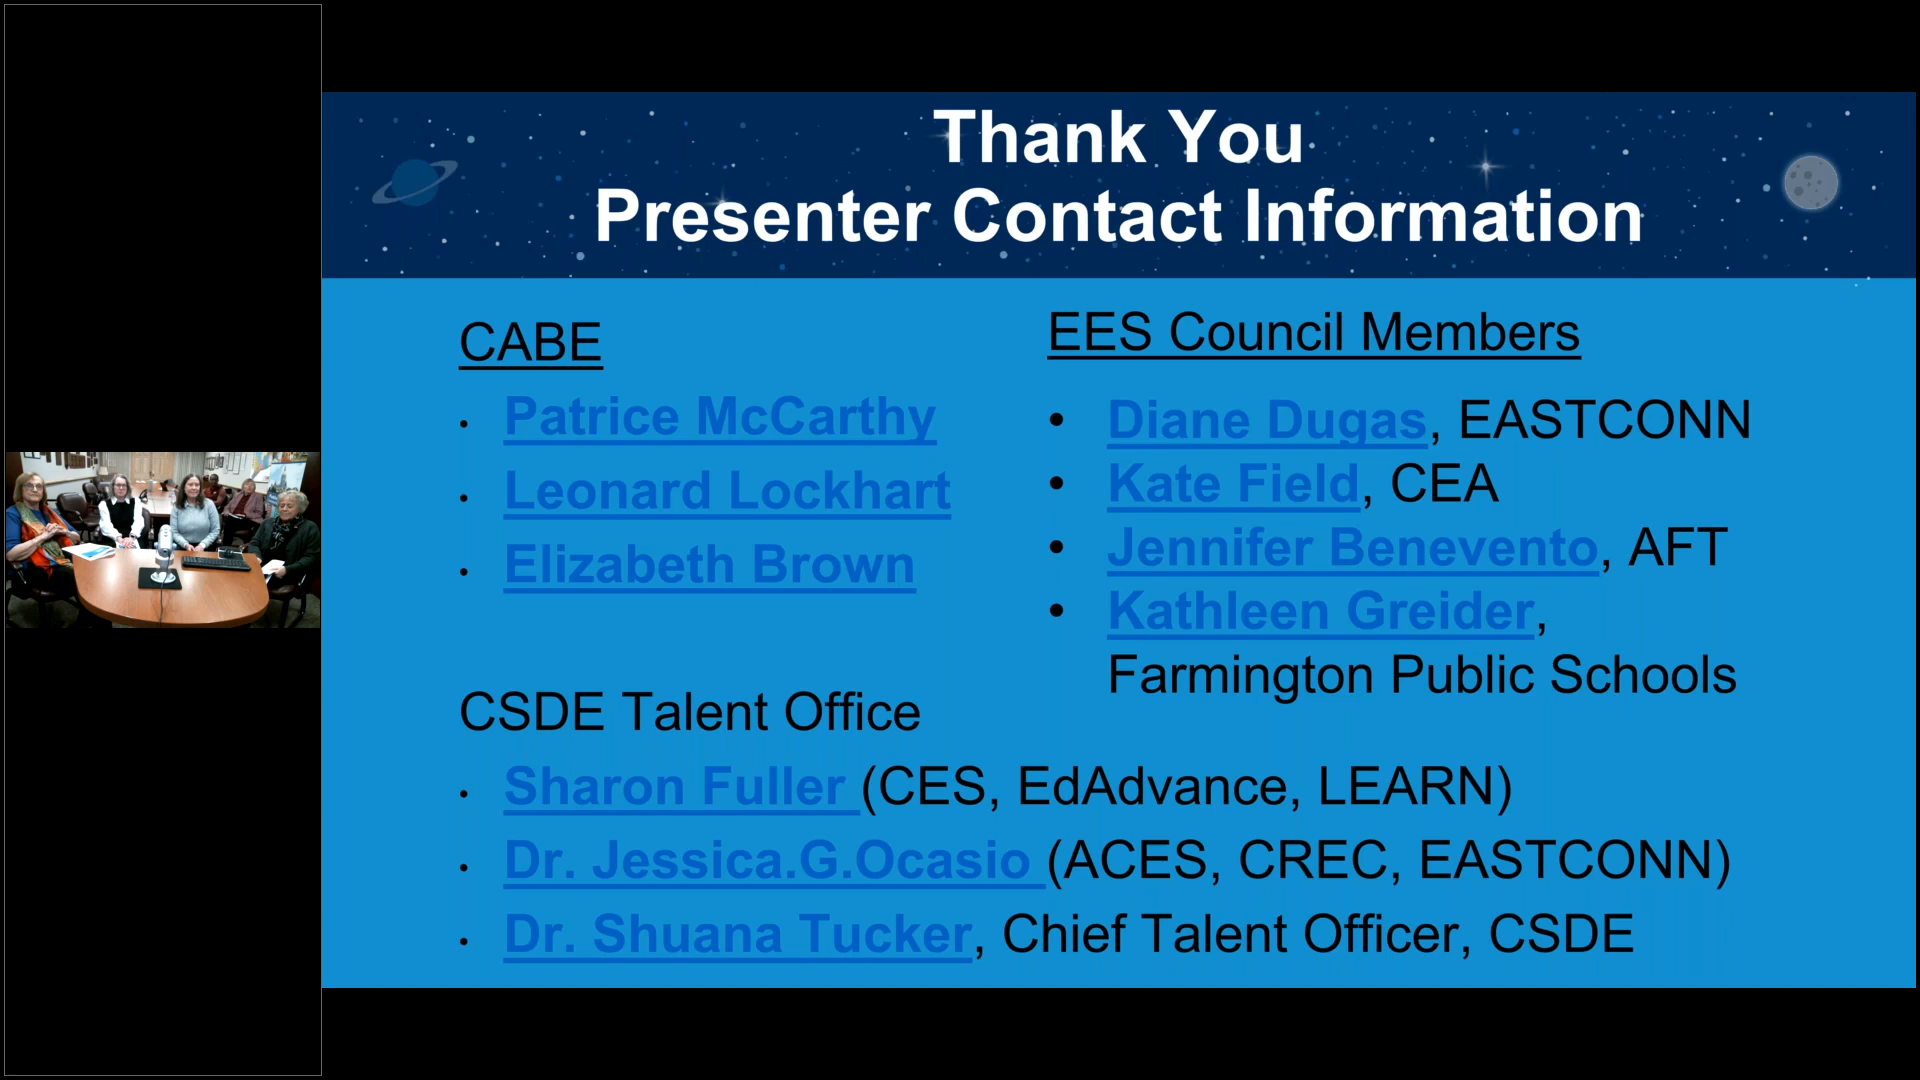 Thank You
Presenter Contact Information
CABE
• Patrice McCarthy
• Leonard Lockhart
• Elizabeth Brown
EES Council Members
• Diane Dugas, EASTCONN
• Kate Field, CEA
• Jennifer Benevento, AFT
• Kathleen Greider,
Farmington Public Schools
CSDE Talent Office
• Sharon Fuller (CES, EdAdvance, LEARN)
• Dr. Jessica.G.Ocasio (ACES, CREC, EASTCONN)
• Dr. Shuana Tucker, Chief Talent Officer, CSDE